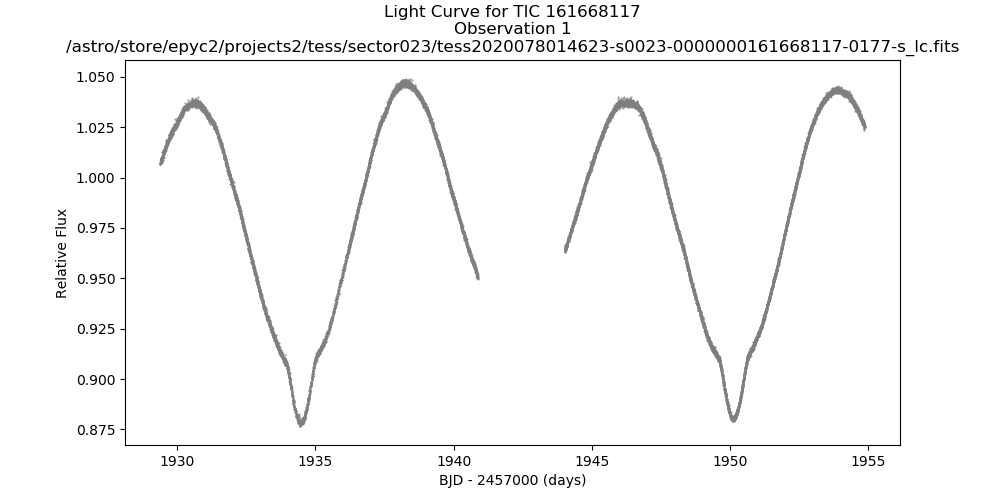 Light Curve for TIC 161668117
Observation 1
/astro/store/epyc2/projects2/tess/sector023/tess2020078014623-s0023-0000000161668117-0177-s_lc.fits
1.050
1.025
1.000
0.975
0.950
0.925
0.900
0.875
Relative Flux
1930 1935 1940 1945 1950 1955
BJD - 2457000 (days)